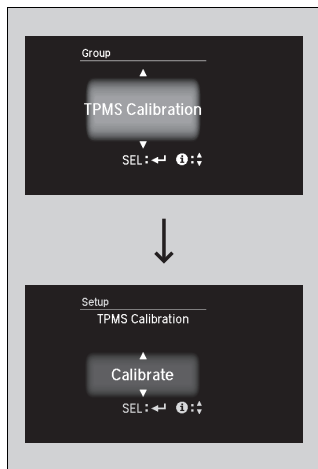 Group
TPMS Calibration
SEL:
Setup
TPMS Calibration
Calibrate
SEL: